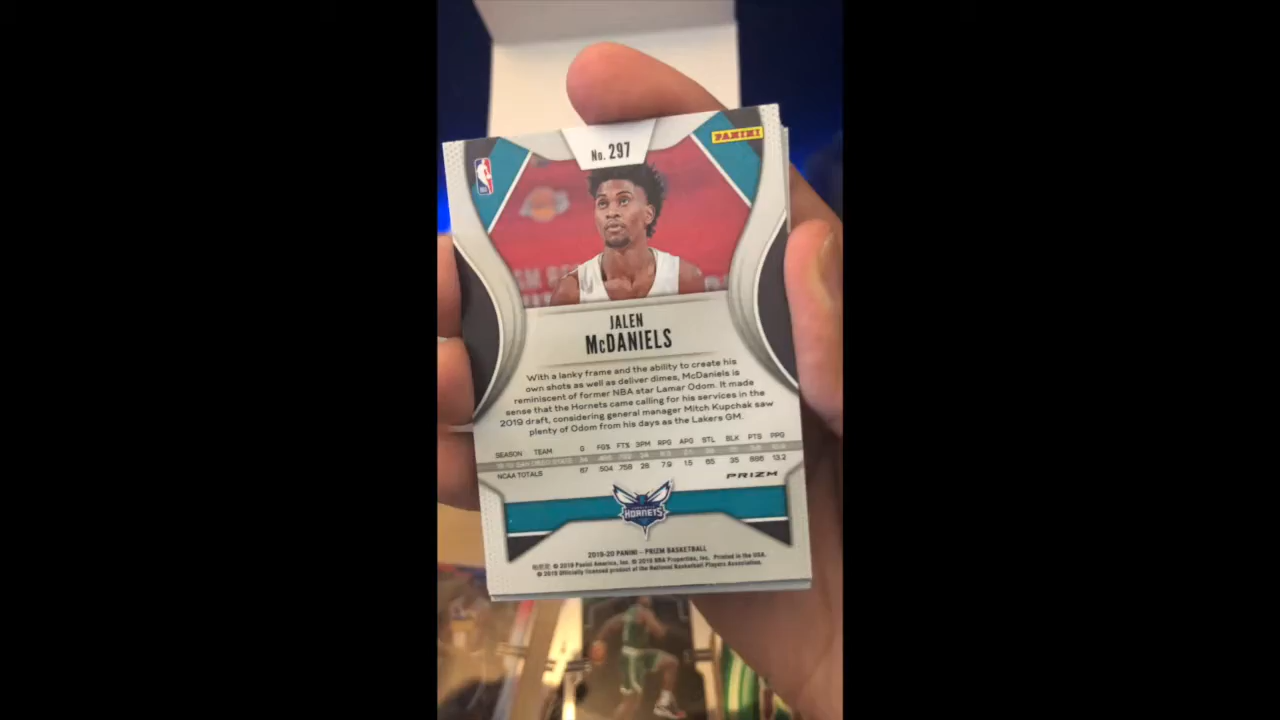 No. 297
PANINI
JALEN
McDANIELS
With a lanky frame and the ability to create his
own shots as well as deliver dimes, McDaniels is
reminiscent of former NBA star Lamar Odom. It made
sense that the Hornets came calling for his services in the
2019 draft, considering general manager Mitch Kupchak saw
plenty of Odom from his days as the Lakers GM.
SEASON TEAM G FG% FT% 3PM RPG APG STL BLK PTS PPG
NCAA TOTALS 67 .504 .758 28 7.9 1.5 65 35 886 13.2
PRIZM
HORNETS
2019-20 PANINI – PRIZM BASKETBALL
© 2019 Panini America, Inc. © 2019 NBA Properties, Inc. Printed in the USA.
© 2019 Officially licensed product of the National Basketball Players Association.